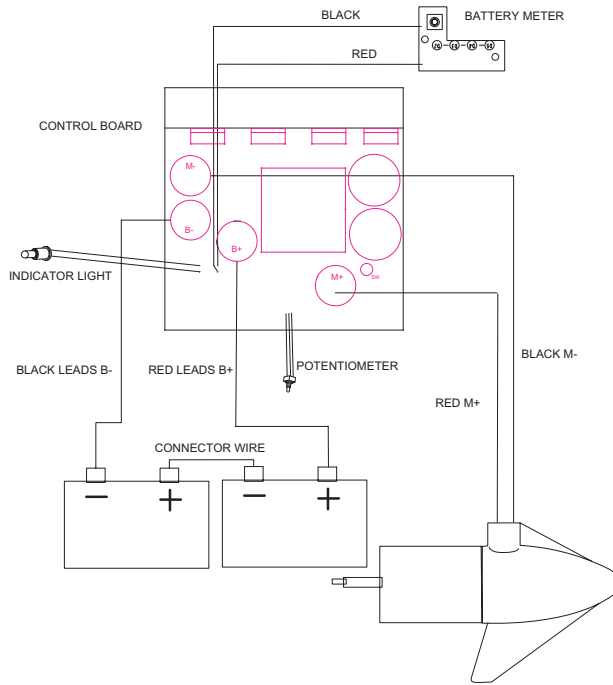 BLACK
BATTERY METER
RED
CONTROL BOARD
M-
B-
B+
M+
SW
INDICATOR LIGHT
POTENTIOMETER
BLACK LEADS B-
RED LEADS B+
BLACK M-
RED M+
CONNECTOR WIRE
− +
− +